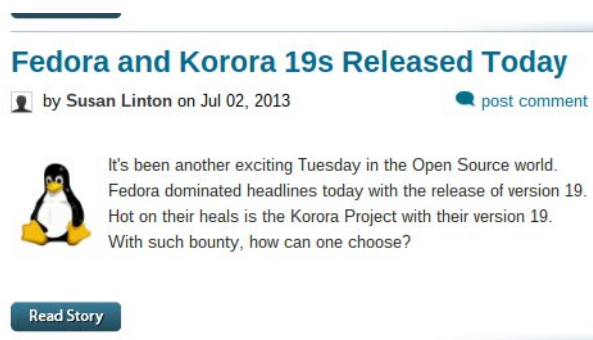 Fedora and Korora 19s Released Today
by Susan Linton on Jul 02, 2013
post comment
It's been another exciting Tuesday in the Open Source world.
Fedora dominated headlines today with the release of version 19.
Hot on their heals is the Korora Project with their version 19.
With such bounty, how can one choose?
Read Story